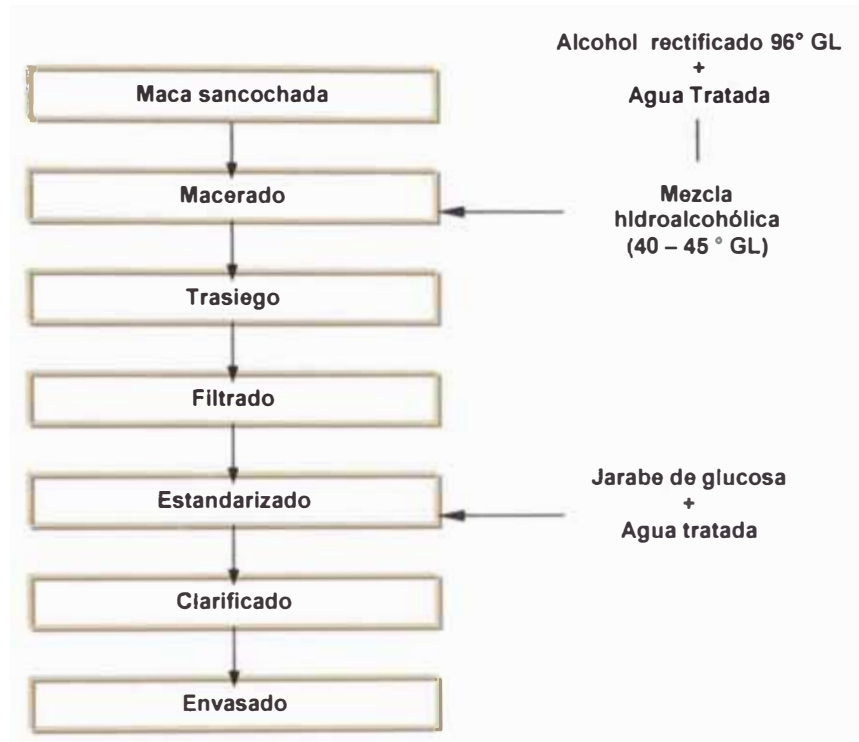 Alcohol rectificado 96° GL
+
Agua Tratada
Maca sancochada
Macerado
Mezcla
hldroalcohólica
(40 – 45 ° GL)
Trasiego
Filtrado
Estandarizado
Jarabe de glucosa
+
Agua tratada
Clarificado
Envasado